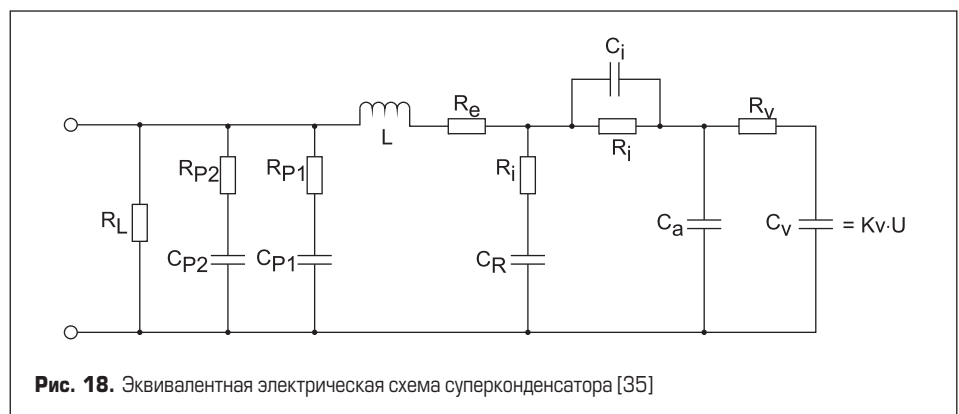 C_i
R_e
R_v
L
R_i
R_P2
R_P1
R_i
R_L
C_a
C_v
= Kv·U
C_P2
C_P1
C_R
Рис. 18. Эквивалентная электрическая схема суперконденсатора [35]